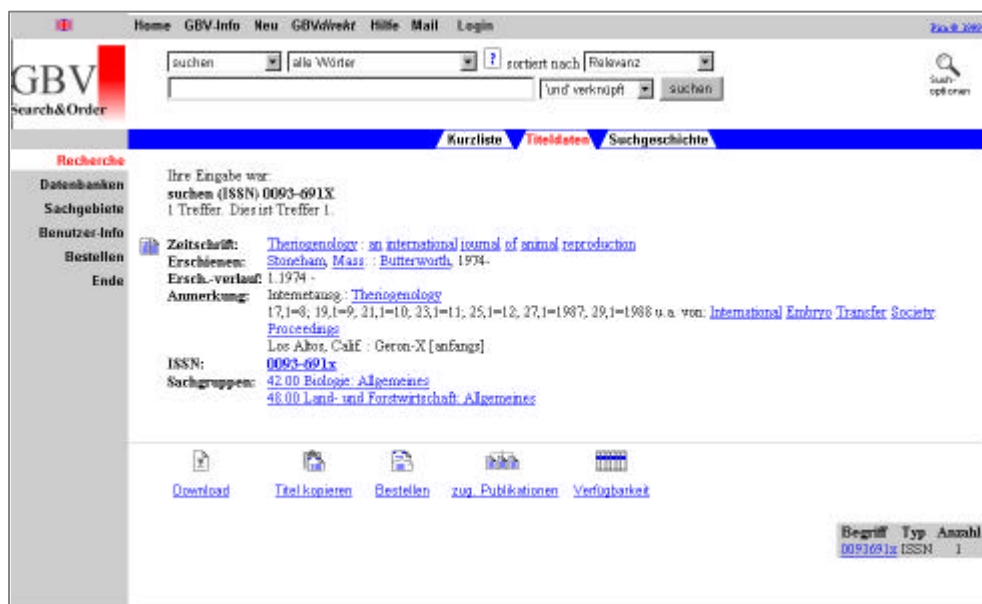 Home GBV-Info Neu GBVdirekt Hilfe Mail Login
suchen alle Wörter ? sortiert nach Relevanz
'und' verknüpft suchen
Such-
optionen
GBV
Search&Order
Kurzliste Titeldaten Suchgeschichte
Recherche
Datenbanken
Sachgebiete
Benutzer-Info
Bestellen
Ende
Ihre Eingabe war:
suchen (ISSN) 0093-691X
1 Treffer. Dies ist Treffer 1.
Zeitschrift: Theriogenology : an international journal of animal reproduction
Erschienen: Stoneham, Mass. : Butterworth, 1974-
Ersch.-verlauf: 1.1974 -
Anmerkung: Internetausg.: Theriogenology
17,1=8; 19,1=9; 21,1=10; 23,1=11; 25,1=12; 27,1=1987; 29,1=1988 u.a. von: International Embryo Transfer Society:
Proceedings
Los Altos, Calif. : Geron-X [anfangs]
ISSN: 0093-691x
Sachgruppen: 42.00 Biologie: Allgemeines
48.00 Land- und Forstwirtschaft: Allgemeines
Download Titel kopieren Bestellen zug. Publikationen Verfügbarkeit
Begriff Typ Anzahl
0093691x ISSN 1